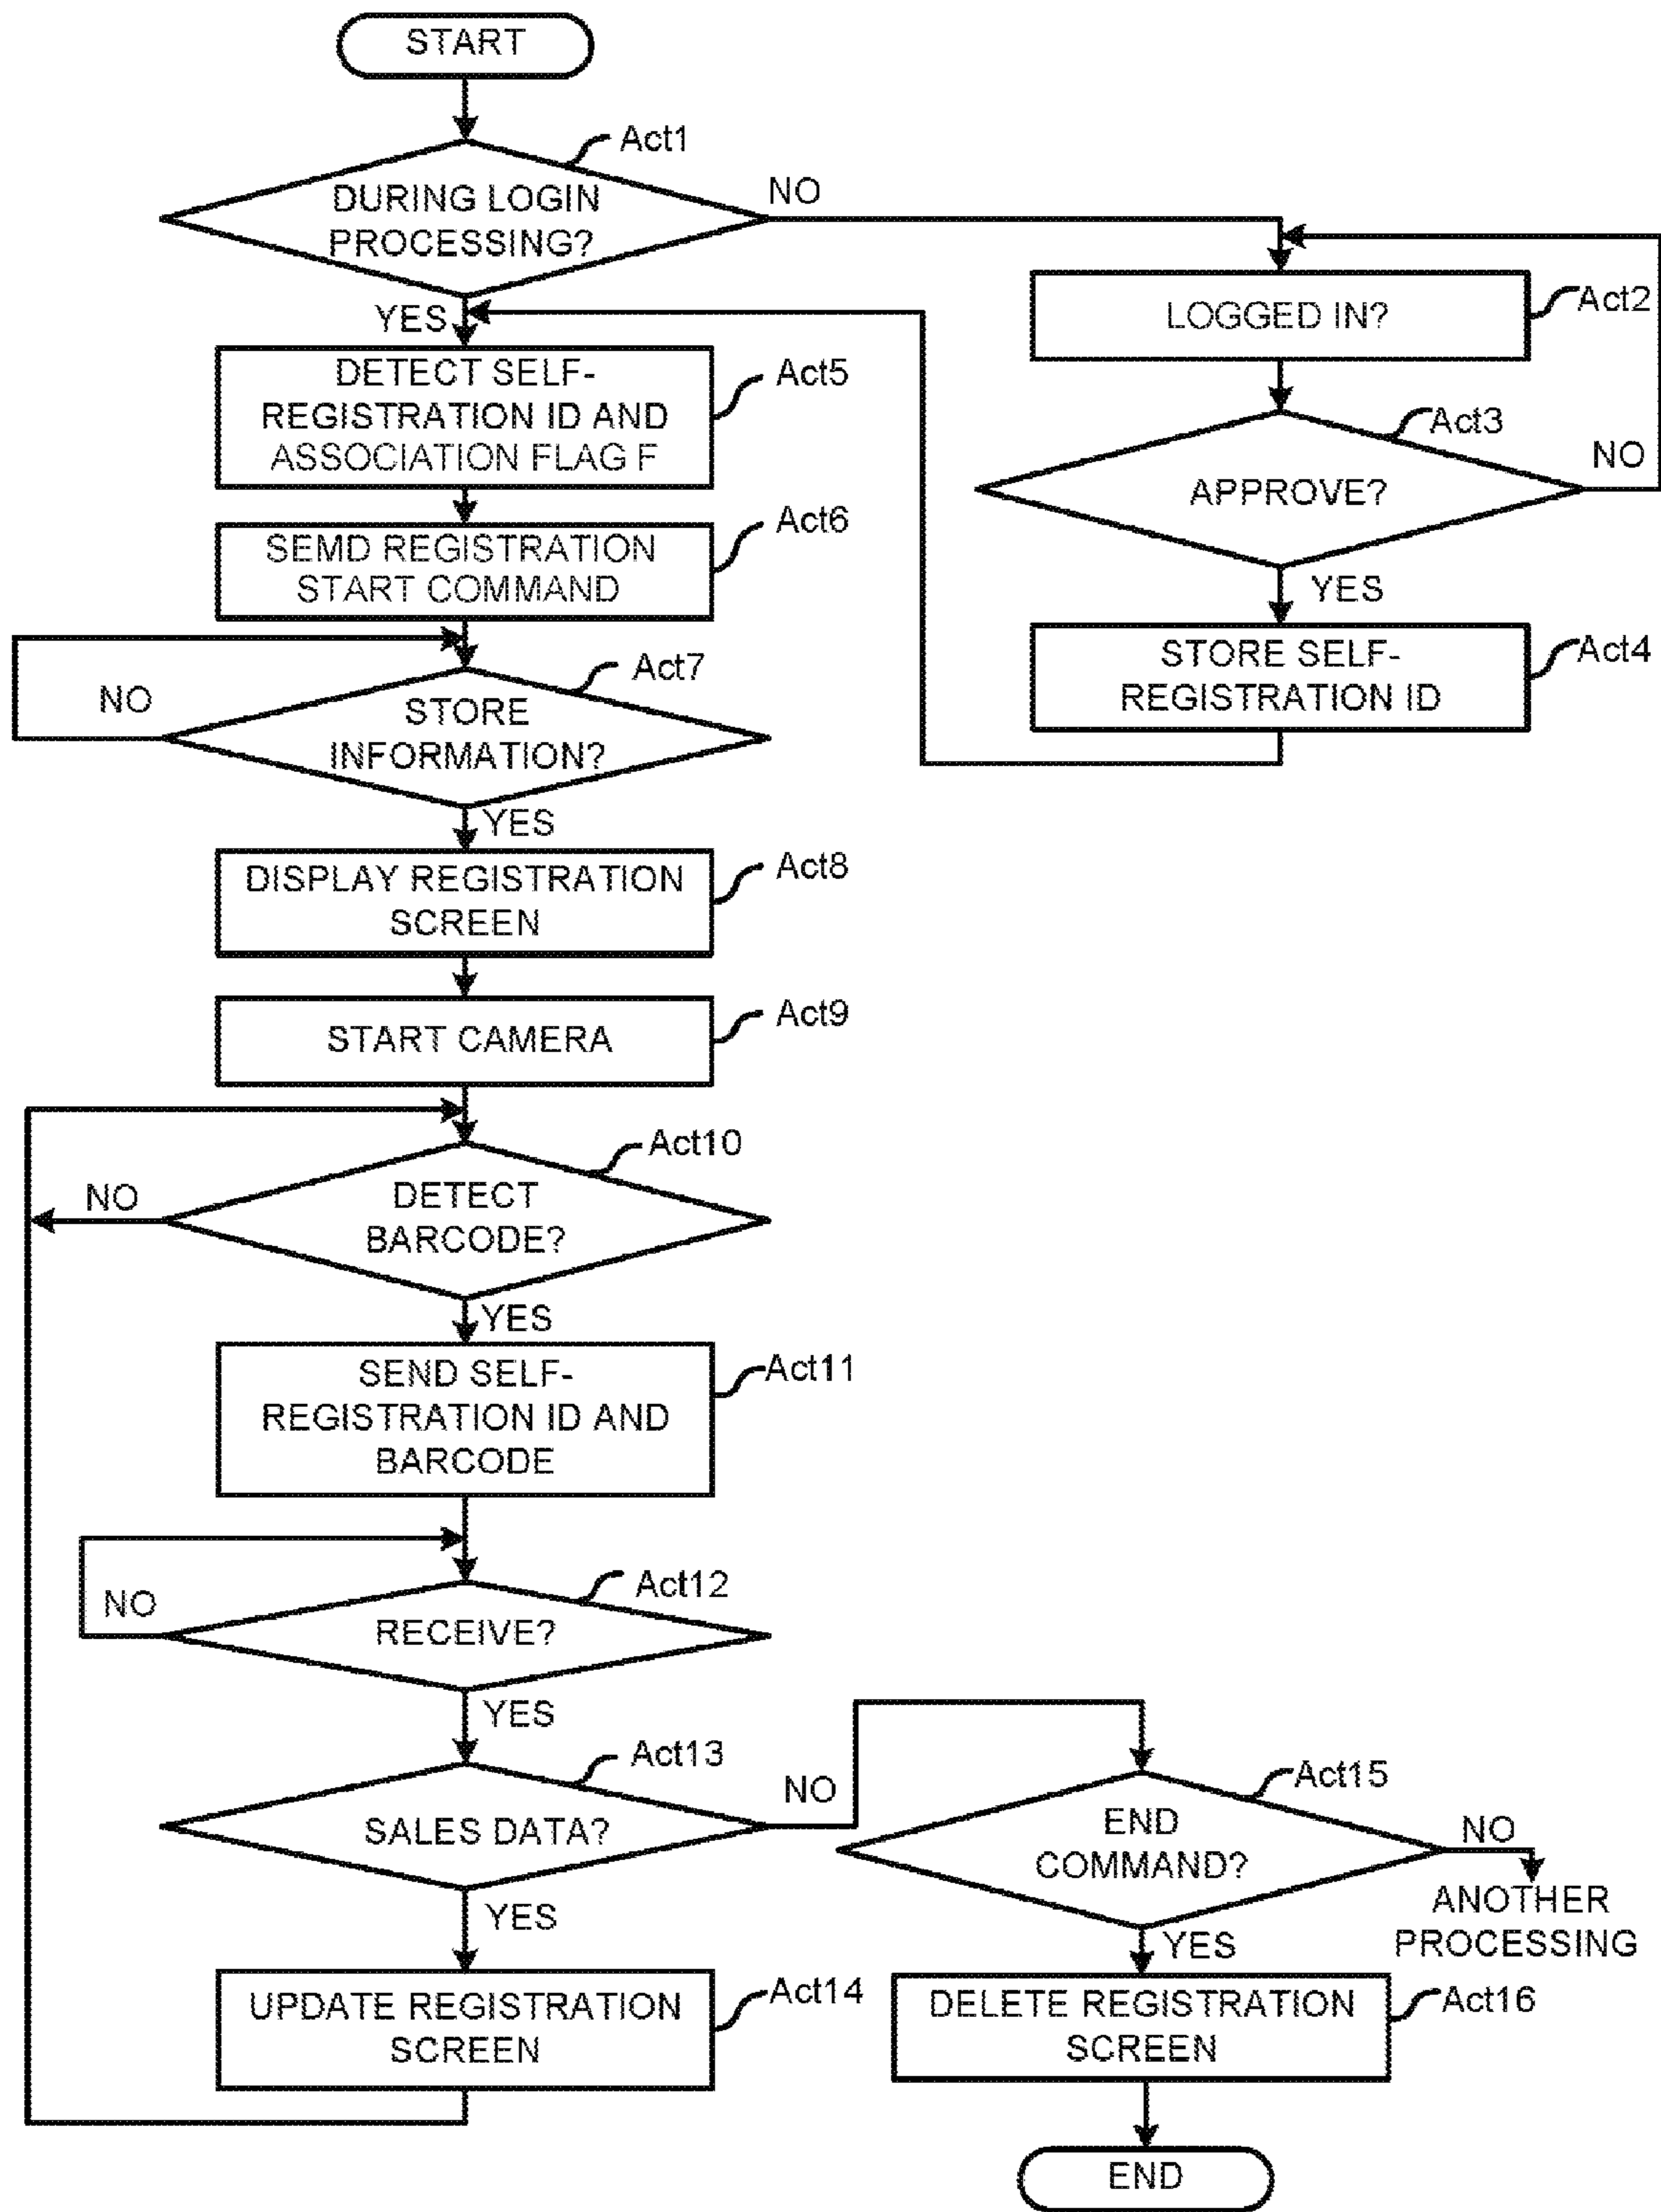 START
Act1
DURING LOGIN
PROCESSING?
NO
YES
LOGGED IN?
Act2
Act3
APPROVE?
NO
YES
STORE SELF-
REGISTRATION ID
Act4
DETECT SELF-
REGISTRATION ID AND
ASSOCIATION FLAG F
Act5
SEMD REGISTRATION
START COMMAND
Act6
Act7
NO
STORE
INFORMATION?
YES
DISPLAY REGISTRATION
SCREEN
Act8
START CAMERA
Act9
Act10
NO
DETECT
BARCODE?
YES
SEND SELF-
REGISTRATION ID AND
BARCODE
Act11
Act12
NO
RECEIVE?
YES
Act13
NO
SALES DATA?
YES
UPDATE REGISTRATION
SCREEN
Act14
Act15
END
COMMAND?
NO
ANOTHER
PROCESSING
YES
DELETE REGISTRATION
SCREEN
Act16
END